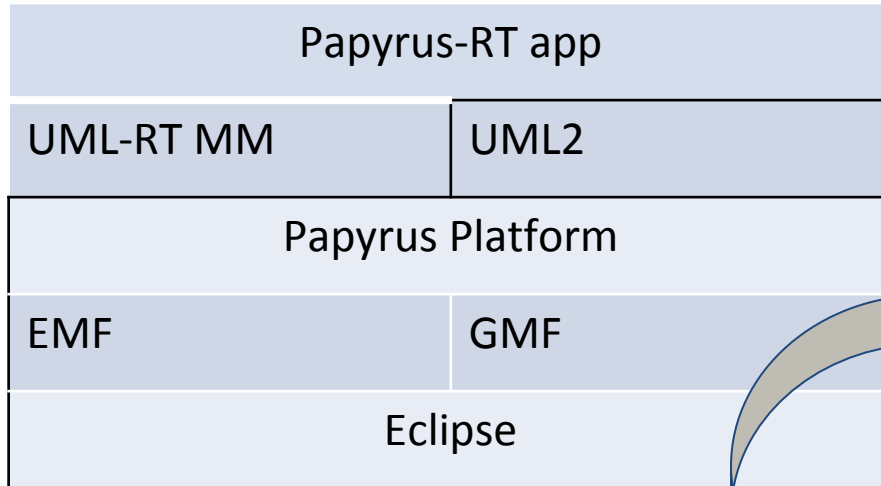 Papyrus-RT app
UML-RT MM
UML2
Papyrus Platform
EMF
GMF
Eclipse